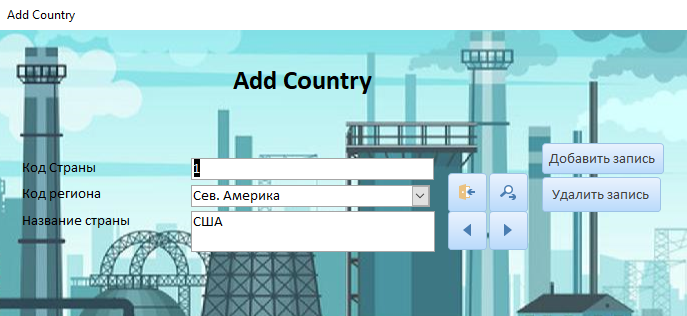 Add Country
Add Country
Код Страны
1
Добавить запись
Код региона
Сев. Америка
Удалить запись
Название страны
США